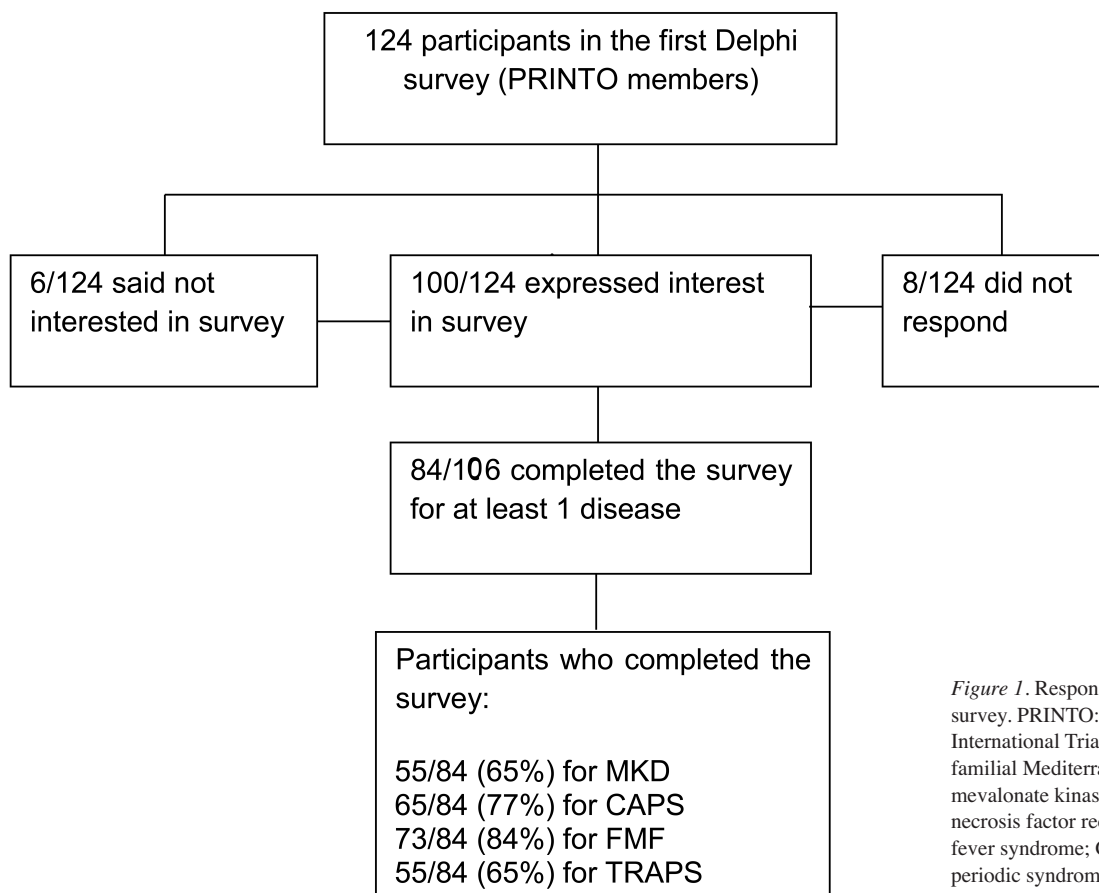 124 participants in the first Delphi
survey (PRINTO members)
6/124 said not
interested in survey
100/124 expressed interest
in survey
8/124 did not
respond
84/106 completed the survey
for at least 1 disease
Participants who completed the
survey:
55/84 (65%) for MKD
65/84 (77%) for CAPS
73/84 (84%) for FMF
55/84 (65%) for TRAPS
Figure 1. Respon
survey. PRINTO:
International Tria
familial Mediterra
mevalonate kinas
necrosis factor rec
fever syndrome; C
periodic syndrom